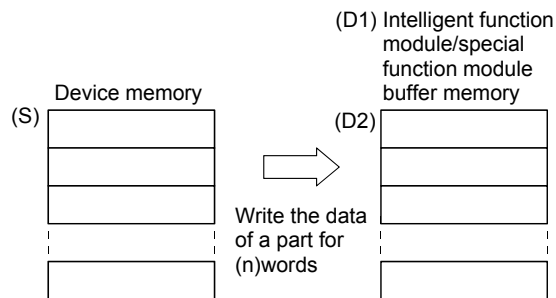 (D1) Intelligent function
module/special
function module
buffer memory
Device memory
(S)
(D2)
Write the data
of a part for
(n)words